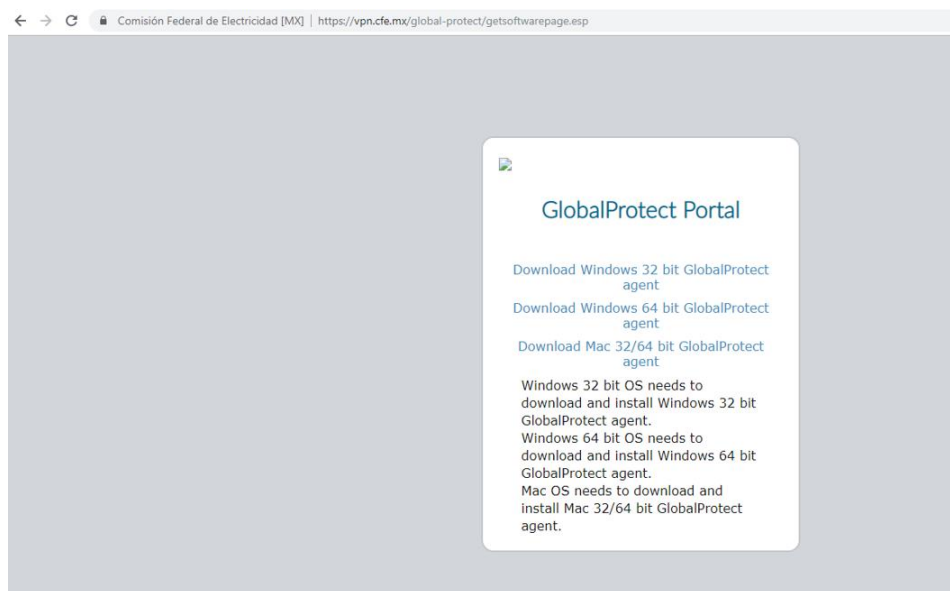 Comisión Federal de Electricidad [MX] | https://vpn.cfe.mx/global-protect/getsoftwarepage.esp
GlobalProtect Portal
Download Windows 32 bit GlobalProtect
agent
Download Windows 64 bit GlobalProtect
agent
Download Mac 32/64 bit GlobalProtect
agent
Windows 32 bit OS needs to
download and install Windows 32 bit
GlobalProtect agent.
Windows 64 bit OS needs to
download and install Windows 64 bit
GlobalProtect agent.
Mac OS needs to download and
install Mac 32/64 bit GlobalProtect
agent.